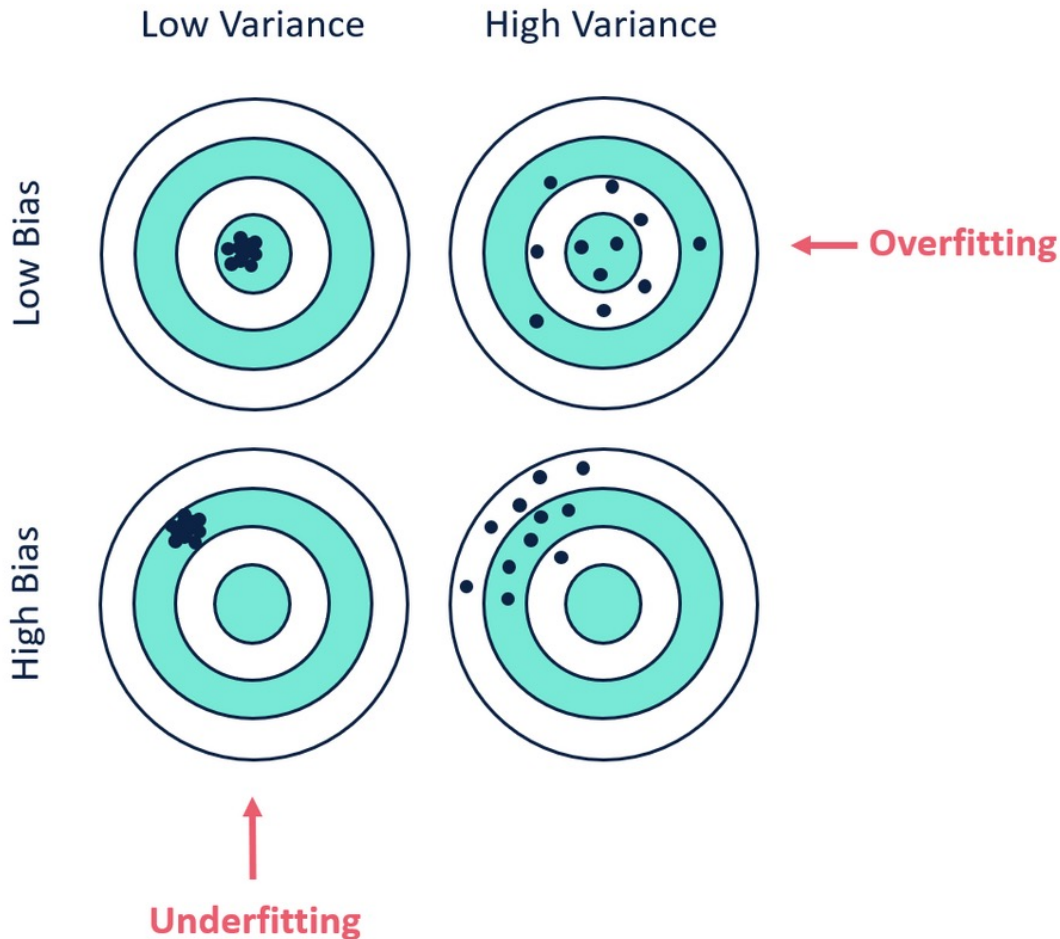 Low Variance
High Variance
Low Bias
Overfitting
High Bias
Underfitting